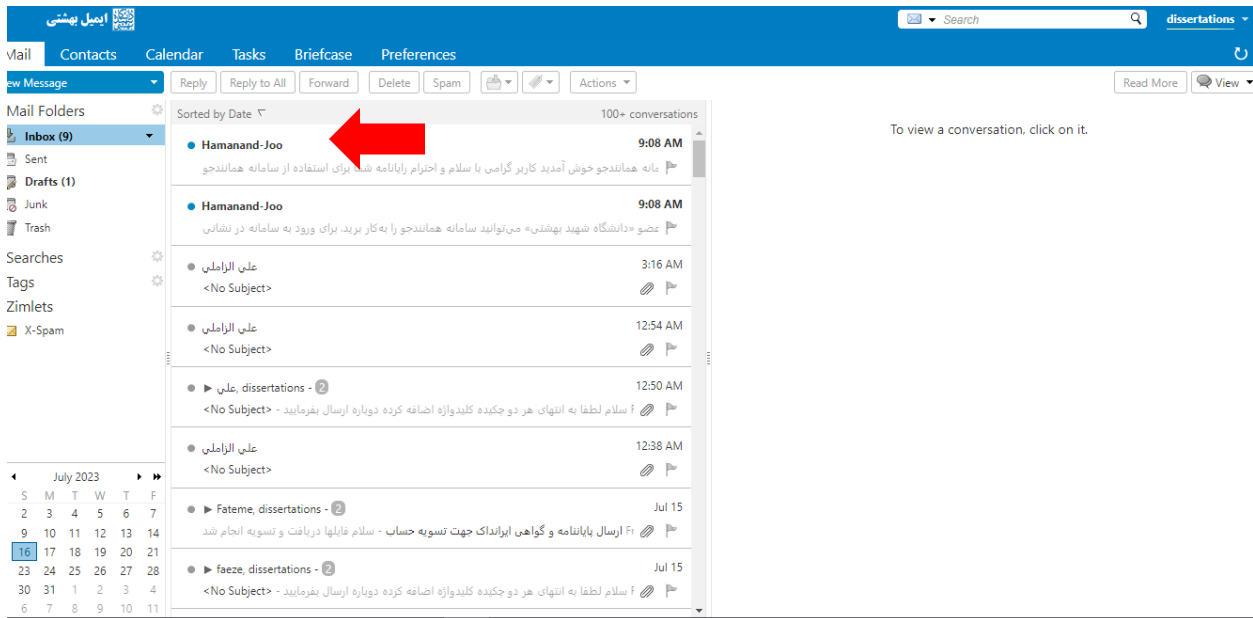 ایمیل بهشتی
Search
dissertations
Mail Contacts Calendar Tasks Briefcase Preferences
ew Message
Reply Reply to All Forward Delete Spam Actions Read More View
Mail Folders
Inbox (9)
Sent
Drafts (1)
Junk
Trash
Searches
Tags
Zimlets
X-Spam
July 2023
S M T W T F
2 3 4 5 6 7
9 10 11 12 13 14
16 17 18 19 20 21
23 24 25 26 27 28
30 31 1 2 3 4
6 7 8 9 10 11
Sorted by Date 100+ conversations
Hamanand-Joo 9:08 AM
مانه همانندجو خوش آمدید کاربر گرامی با سلام و احترام رایانامه برای استفاده از سامانه همانندجو
Hamanand-Joo 9:08 AM
عضو «دانشگاه شهید بهشتی» می‌توانید سامانه همانندجو را به‌کار برید. برای ورود به سامانه در نشانی
علي الزاملي 3:16 AM
<No Subject>
علي الزاملي 12:54 AM
<No Subject>
علي, dissertations - 2 12:50 AM
<No Subject> - سلام لطفا به انتهای هر دو چکیده کلیدواژه اضافه کرده دوباره ارسال بفرمایید
علي الزاملي 12:38 AM
<No Subject>
Fateme, dissertations - 2 Jul 15
ارسال پایاننامه و گواهی ایرانداک جهت تسویه حساب - سلام فایلها دریافت و تسویه انجام شد
faeze, dissertations - 2 Jul 15
<No Subject> - سلام لطفا به انتهای هر دو چکیده کلیدواژه اضافه کرده دوباره ارسال بفرمایید
To view a conversation, click on it.